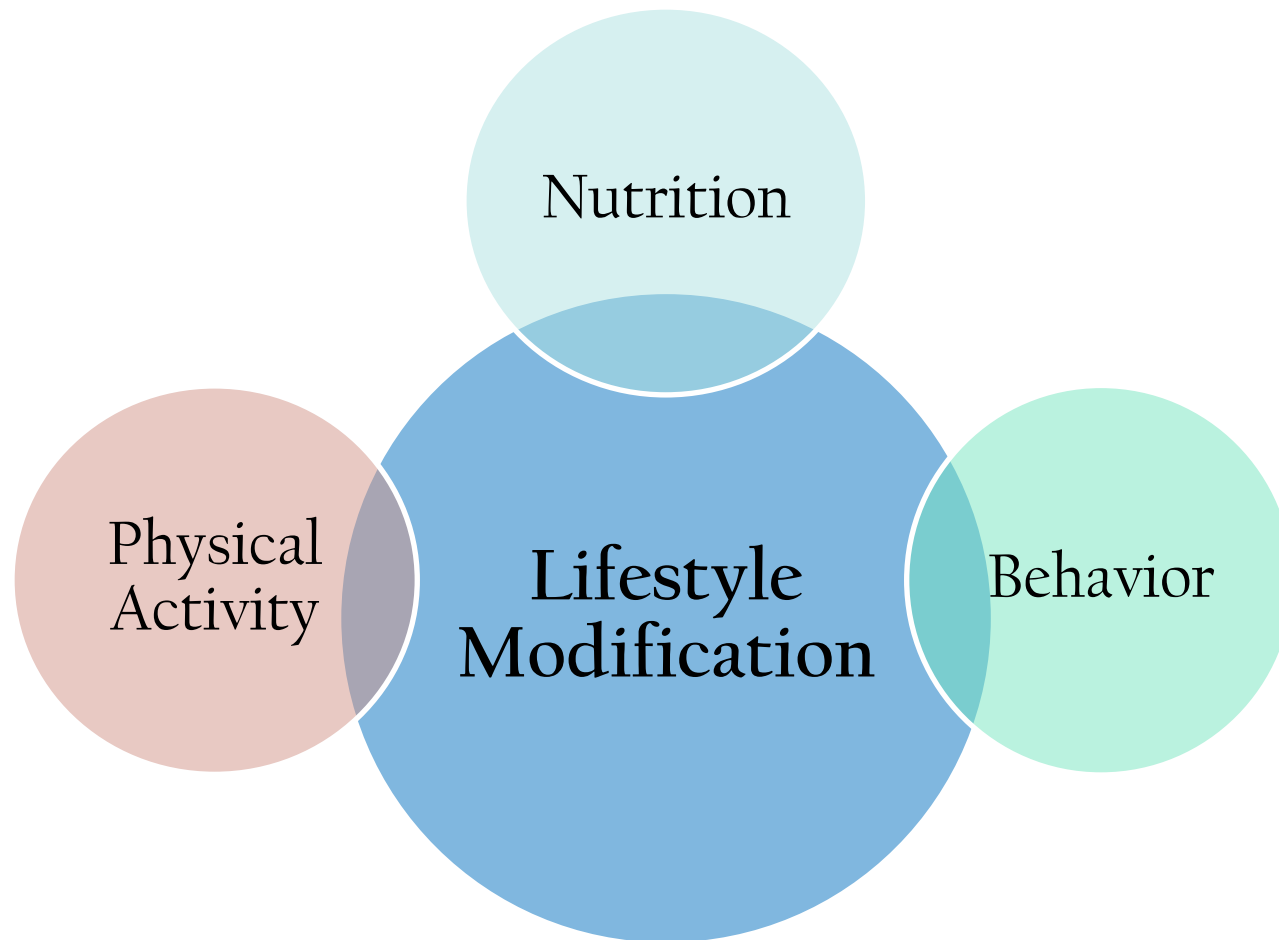 Nutrition
Physical
Activity
Lifestyle
Modification
Behavior